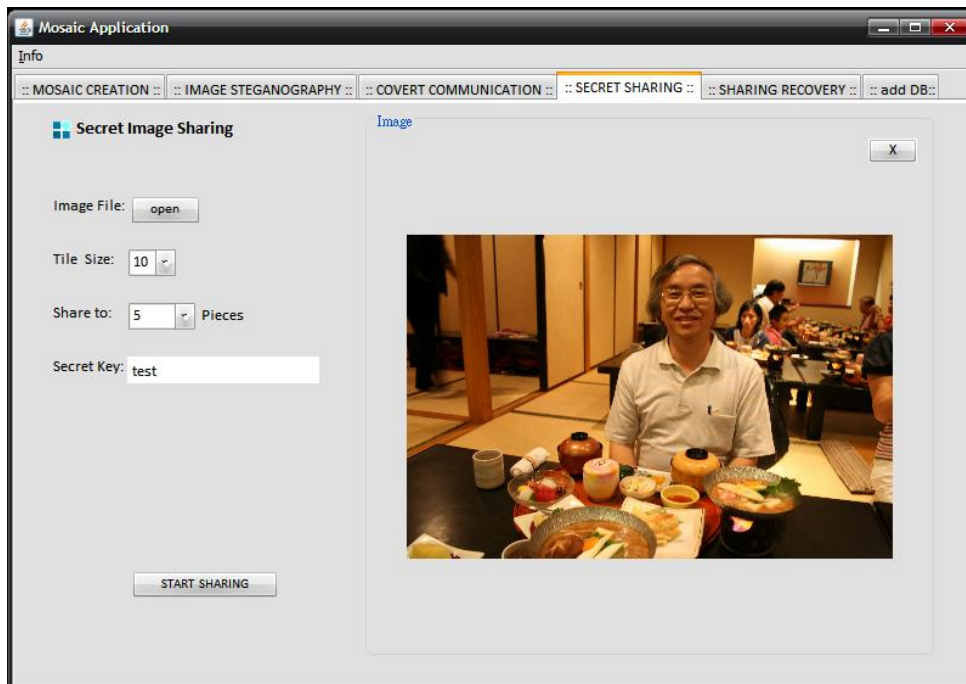 Mosaic Application
Info
:: MOSAIC CREATION :: :: IMAGE STEGANOGRAPHY :: :: COVERT COMMUNICATION :: :: SECRET SHARING :: :: SHARING RECOVERY :: :: add DB::
Secret Image Sharing
Image
X
Image File: open
Tile Size: 10
Share to: 5 Pieces
Secret Key: test
START SHARING